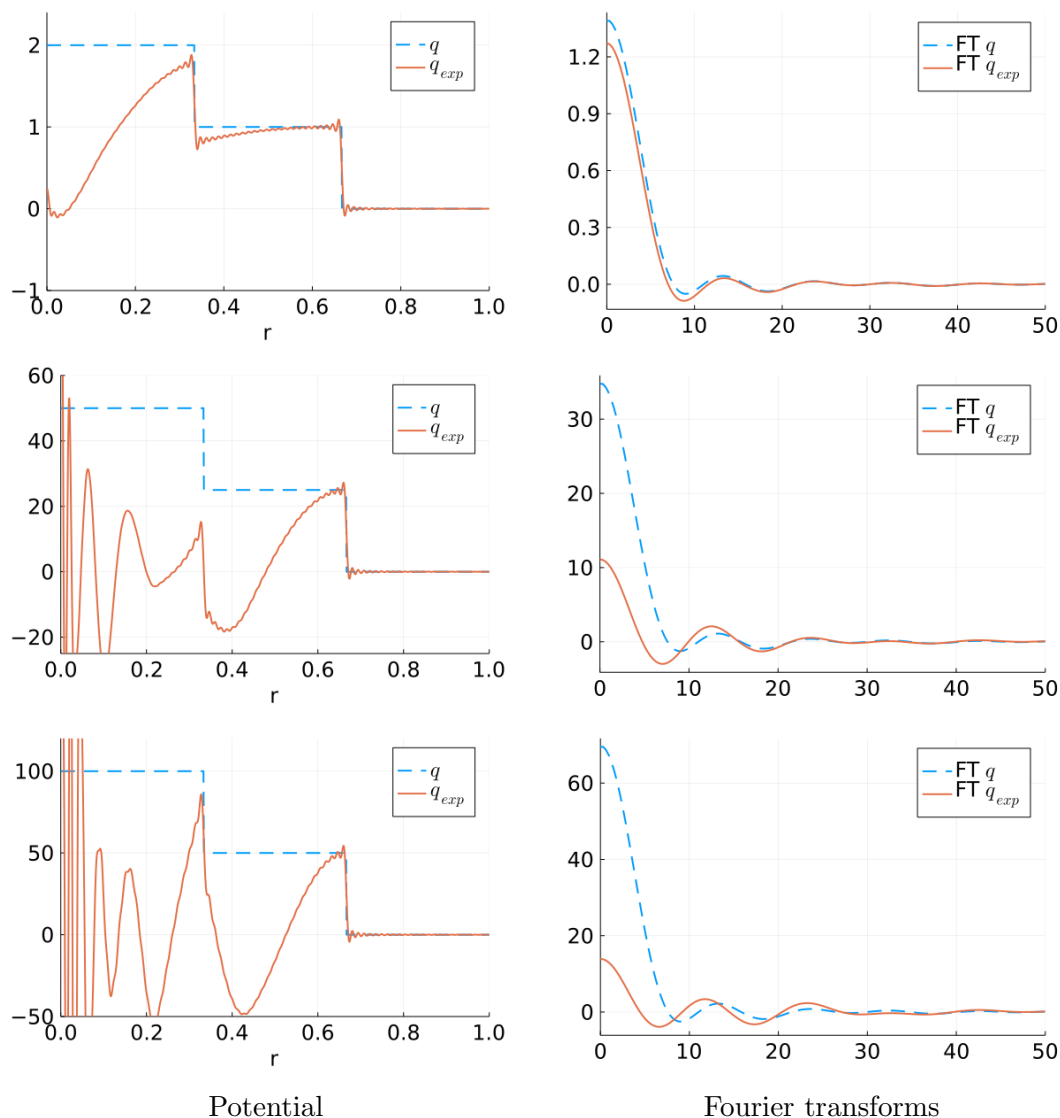 2
1
0
−1
0.0 0.2 0.4 0.6 0.8 1.0
r
q
q_exp
1.2
0.9
0.6
0.3
0.0
0 10 20 30 40 50
FT q
FT q_exp
60
40
20
0
−20
0.0 0.2 0.4 0.6 0.8 1.0
r
q
q_exp
30
20
10
0
0 10 20 30 40 50
FT q
FT q_exp
100
50
0
−50
0.0 0.2 0.4 0.6 0.8 1.0
r
q
q_exp
60
40
20
0
0 10 20 30 40 50
FT q
FT q_exp
Potential
Fourier transforms